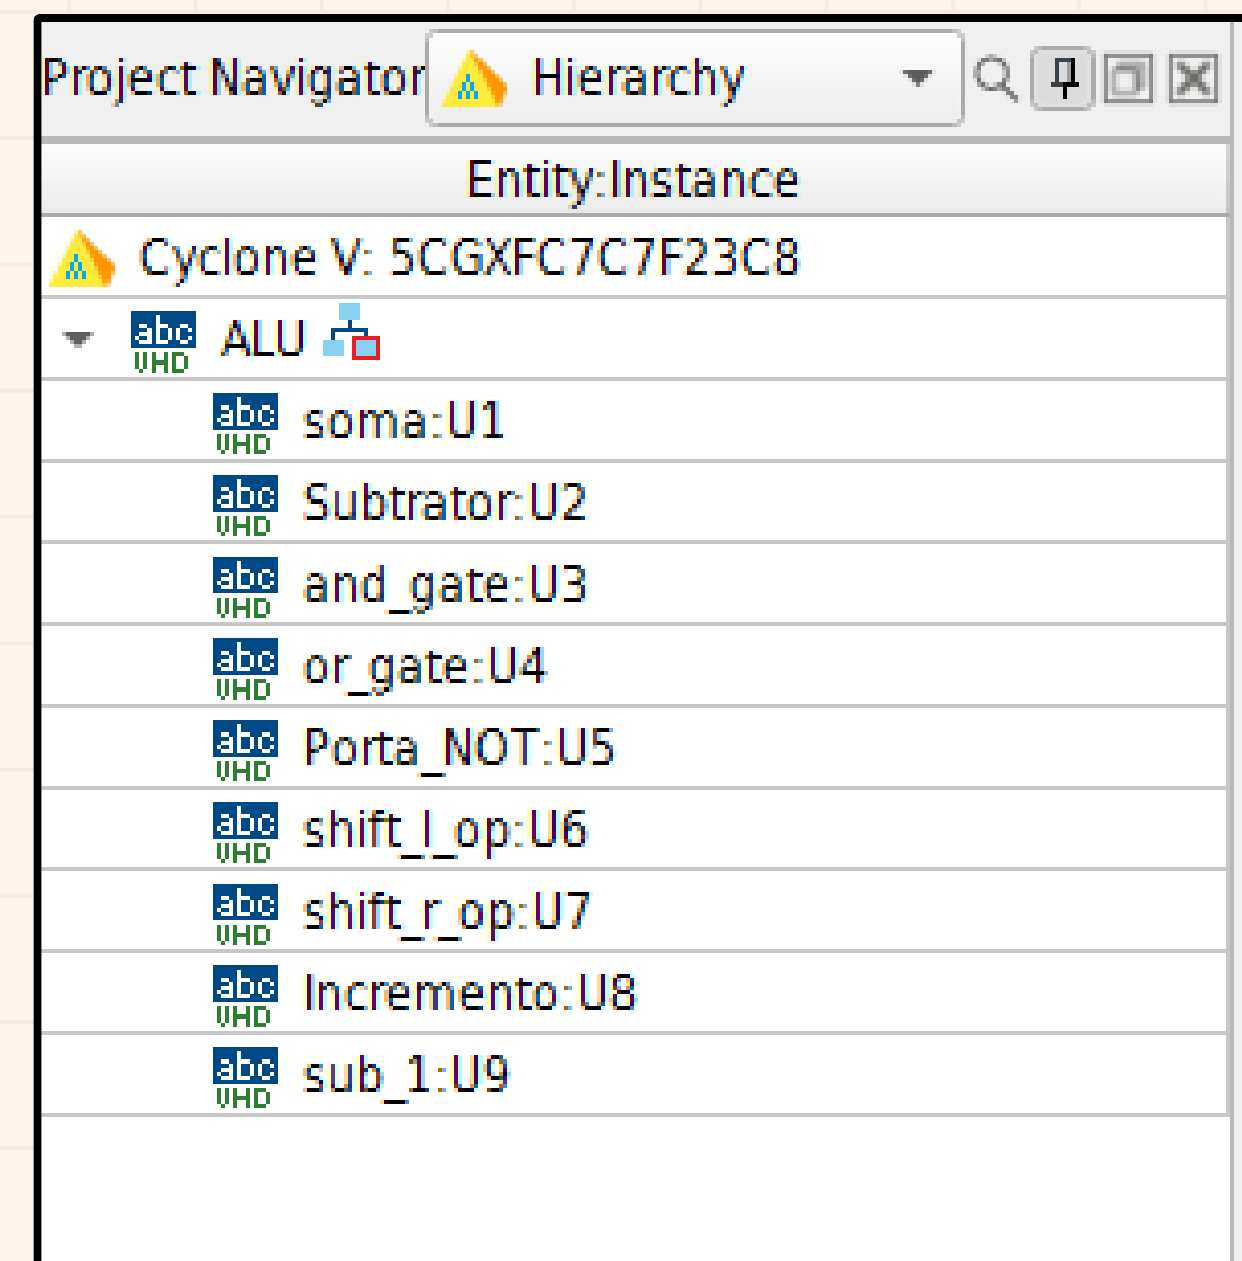 Project Navigator Hierarchy
Entity:Instance
Cyclone V: 5CGXFC7C7F23C8
abc VHD ALU
abc VHD soma:U1
abc VHD Subtrator:U2
abc VHD and_gate:U3
abc VHD or_gate:U4
abc VHD Porta_NOT:U5
abc VHD shift_l_op:U6
abc VHD shift_r_op:U7
abc VHD Incremento:U8
abc VHD sub_1:U9